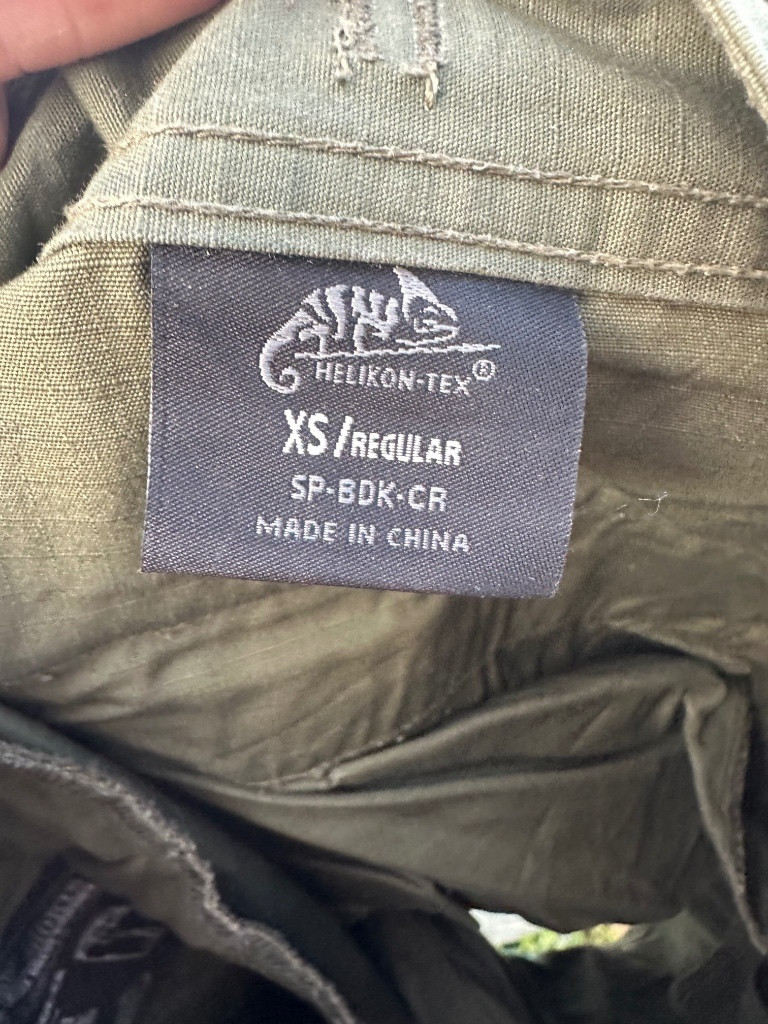 HELIKON-TEX®
XS/REGULAR
SP-BDK-CR
MADE IN CHINA